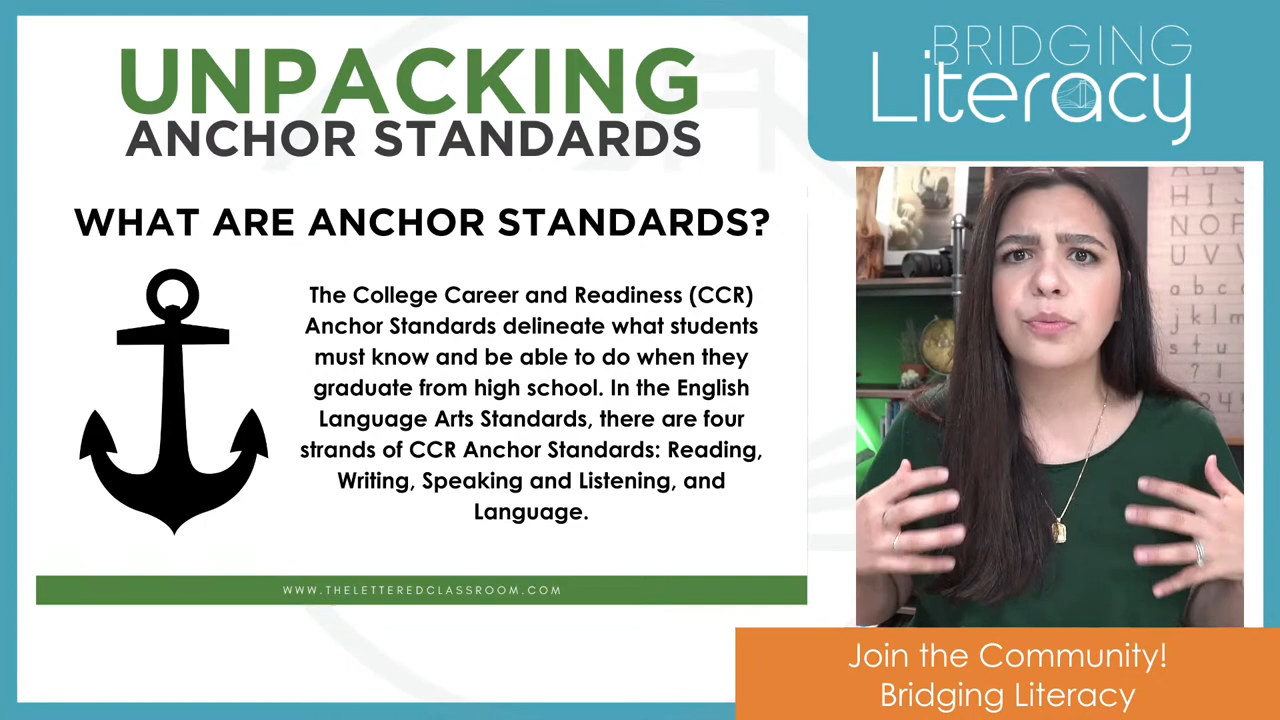 UNPACKING
ANCHOR STANDARDS
WHAT ARE ANCHOR STANDARDS?
The College Career and Readiness (CCR)
Anchor Standards delineate what students
must know and be able to do when they
graduate from high school. In the English
Language Arts Standards, there are four
strands of CCR Anchor Standards: Reading,
Writing, Speaking and Listening, and
Language.
WWW.THELETTEREDCLASSROOM.COM
BRIDGING
Literacy
H I J
N O P
U V V
a b c c
j k l m
s t u
? !
Join the Community!
Bridging Literacy